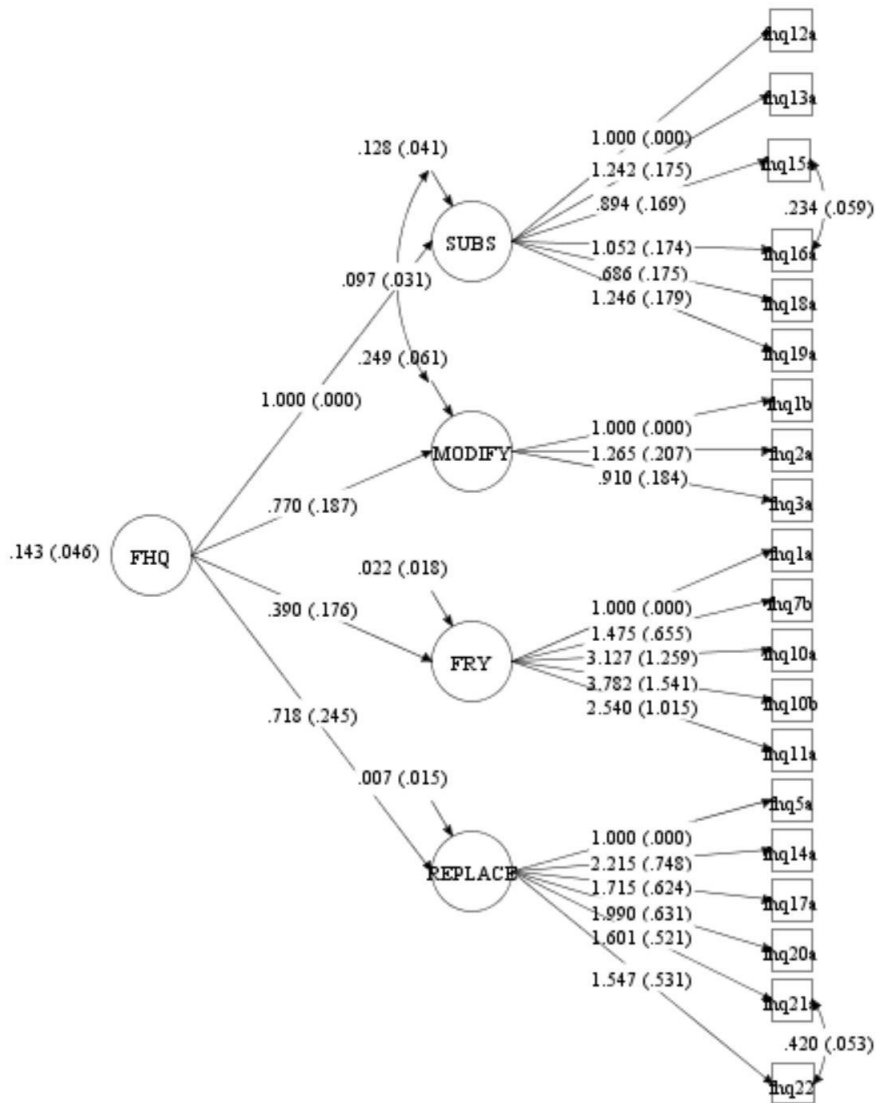 fhq12a
fhq13a
1.000 (.000)
.128 (.041)
1.242 (.175)
fhq15a
.894 (.169)
.234 (.059)
SUBS
1.052 (.174)
fhq16a
.686 (.175)
.097 (.031)
1.246 (.179)
fhq18a
fhq19a
.249 (.061)
1.000 (.000)
fhq1b
1.000 (.000)
MODIFY
1.265 (.207)
fhq2a
.910 (.184)
.770 (.187)
fhq3a
.143 (.046)
FHQ
fhq1a
.022 (.018)
1.000 (.000)
fhq7b
.390 (.176)
1.475 (.655)
FRY
3.127 (1.259)
fhq10a
3.782 (1.541)
fhq10b
2.540 (1.015)
.718 (.245)
fhq11a
.007 (.015)
fhq5a
1.000 (.000)
2.215 (.748)
fhq14a
REPLACE
1.715 (.624)
fhq17a
1.990 (.631)
1.601 (.521)
fhq20a
1.547 (.531)
fhq21a
.420 (.053)
fhq22